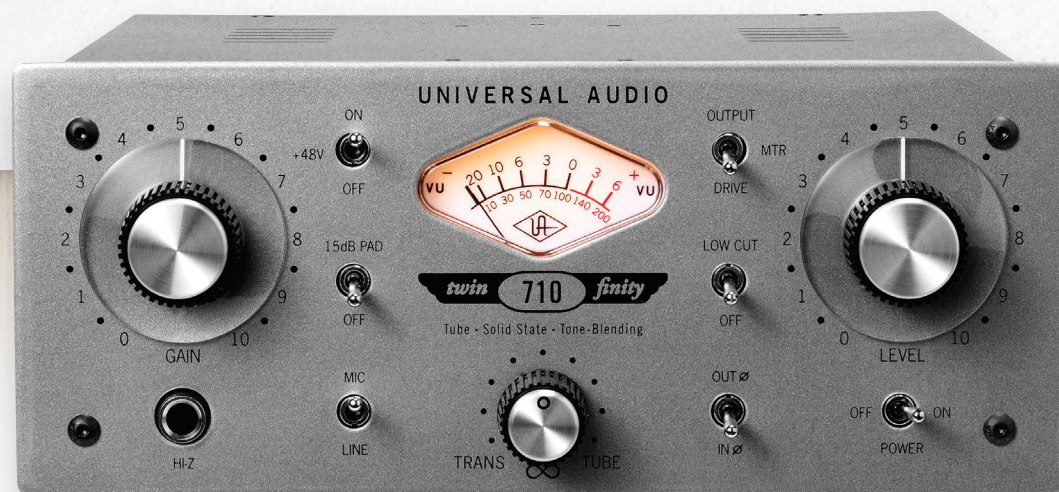 UNIVERSAL AUDIO
ON
+48V
OFF
OUTPUT
MTR
DRIVE
0 1 2 3 4 5 6 7 8 9 10
GAIN
− 20 10 6 3 0 3 6 +
VU VU
10 30 50 70 100 140 200
UA
0 1 2 3 4 5 6 7 8 9 10
LEVEL
15dB PAD
OFF
twin 710 finity
Tube • Solid State • Tone-Blending
LOW CUT
OFF
HI-Z
MIC
LINE
TRANS ∞ TUBE
OUT Ø
IN Ø
OFF ON
POWER